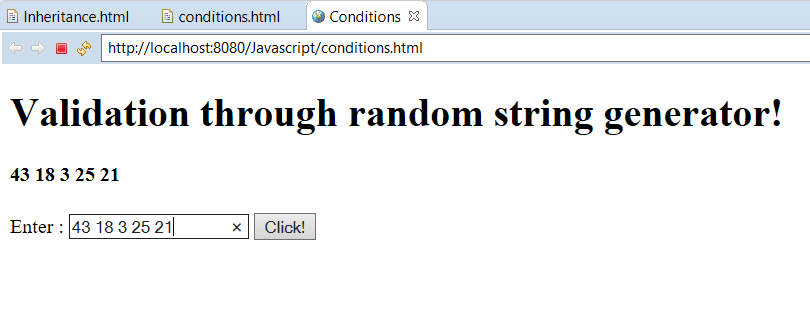 Inheritance.html conditions.html Conditions
http://localhost:8080/Javascript/conditions.html
Validation through random string generator!
43 18 3 25 21
Enter : 43 18 3 25 21 × Click!